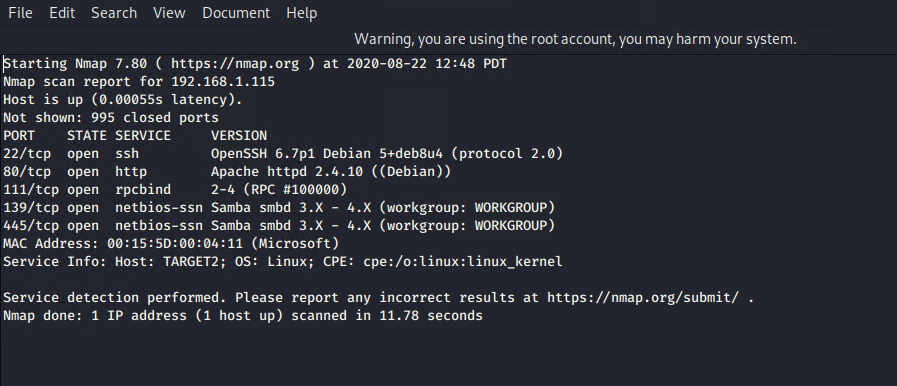 File Edit Search View Document Help
Warning, you are using the root account, you may harm your system.
Starting Nmap 7.80 ( https://nmap.org ) at 2020-08-22 12:48 PDT
Nmap scan report for 192.168.1.115
Host is up (0.00055s latency).
Not shown: 995 closed ports
PORT    STATE SERVICE     VERSION
22/tcp  open  ssh         OpenSSH 6.7p1 Debian 5+deb8u4 (protocol 2.0)
80/tcp  open  http        Apache httpd 2.4.10 ((Debian))
111/tcp open  rpcbind     2-4 (RPC #100000)
139/tcp open  netbios-ssn Samba smbd 3.X - 4.X (workgroup: WORKGROUP)
445/tcp open  netbios-ssn Samba smbd 3.X - 4.X (workgroup: WORKGROUP)
MAC Address: 00:15:5D:00:04:11 (Microsoft)
Service Info: Host: TARGET2; OS: Linux; CPE: cpe:/o:linux:linux_kernel
Service detection performed. Please report any incorrect results at https://nmap.org/submit/ .
Nmap done: 1 IP address (1 host up) scanned in 11.78 seconds